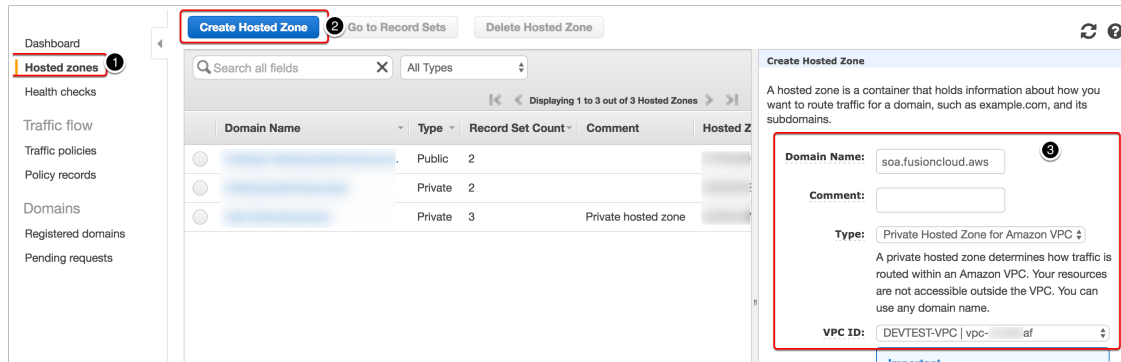 Dashboard
Hosted zones
1
Health checks
Traffic flow
Traffic policies
Policy records
Domains
Registered domains
Pending requests
Create Hosted Zone
2
Go to Record Sets
Delete Hosted Zone
Search all fields
All Types
Displaying 1 to 3 out of 3 Hosted Zones
Domain Name Type Record Set Count Comment Hosted Z
. Public 2
Private 2
Private 3 Private hosted zone
Create Hosted Zone
A hosted zone is a container that holds information about how you
want to route traffic for a domain, such as example.com, and its
subdomains.
3
Domain Name: soa.fusioncloud.aws
Comment:
Type: Private Hosted Zone for Amazon VPC
A private hosted zone determines how traffic is
routed within an Amazon VPC. Your resources
are not accessible outside the VPC. You can
use any domain name.
VPC ID: DEVTEST-VPC | vpc- af